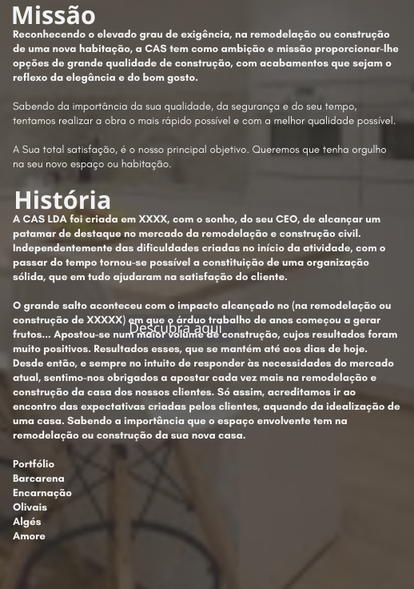 Missão
Reconhecendo o elevado grau de exigência, na remodelação ou construção
de uma nova habitação, a CAS tem como ambição e missão proporcionar-lhe
opções de grande qualidade de construção, com acabamentos que sejam o
reflexo da elegância e do bom gosto.
Sabendo da importância da sua qualidade, da segurança e do seu tempo,
tentamos realizar a obra o mais rápido possível e com a melhor qualidade possível.
A Sua total satisfação, é o nosso principal objetivo. Queremos que tenha orgulho
na seu novo espaço ou habitação.
História
A CAS LDA foi criada em XXXX, com o sonho, do seu CEO, de alcançar um
patamar de destaque no mercado da remodelação e construção civil.
Independentemente das dificuldades criadas no início da atividade, com o
passar do tempo tornou-se possível a constituição de uma organização
sólida, que em tudo ajudaram na satisfação do cliente.
O grande salto aconteceu com o impacto alcançado no (na remodelação ou
construção de XXXXX) em que o árduo trabalho de anos começou a gerar
Descubra aqui
frutos... Apostou-se num maior volume de construção, cujos resultados foram
muito positivos. Resultados esses, que se mantém até aos dias de hoje.
Desde então, e sempre no intuito de responder às necessidades do mercado
atual, sentimo-nos obrigados a apostar cada vez mais na remodelação e
construção da casa dos nossos clientes. Só assim, acreditamos ir ao
encontro das expectativas criadas pelos clientes, aquando da idealização de
uma casa. Sabendo a importância que o espaço envolvente tem na
remodelação ou construção da sua nova casa.
Portfólio
Barcarena
Encarnação
Olivais
Algés
Amore